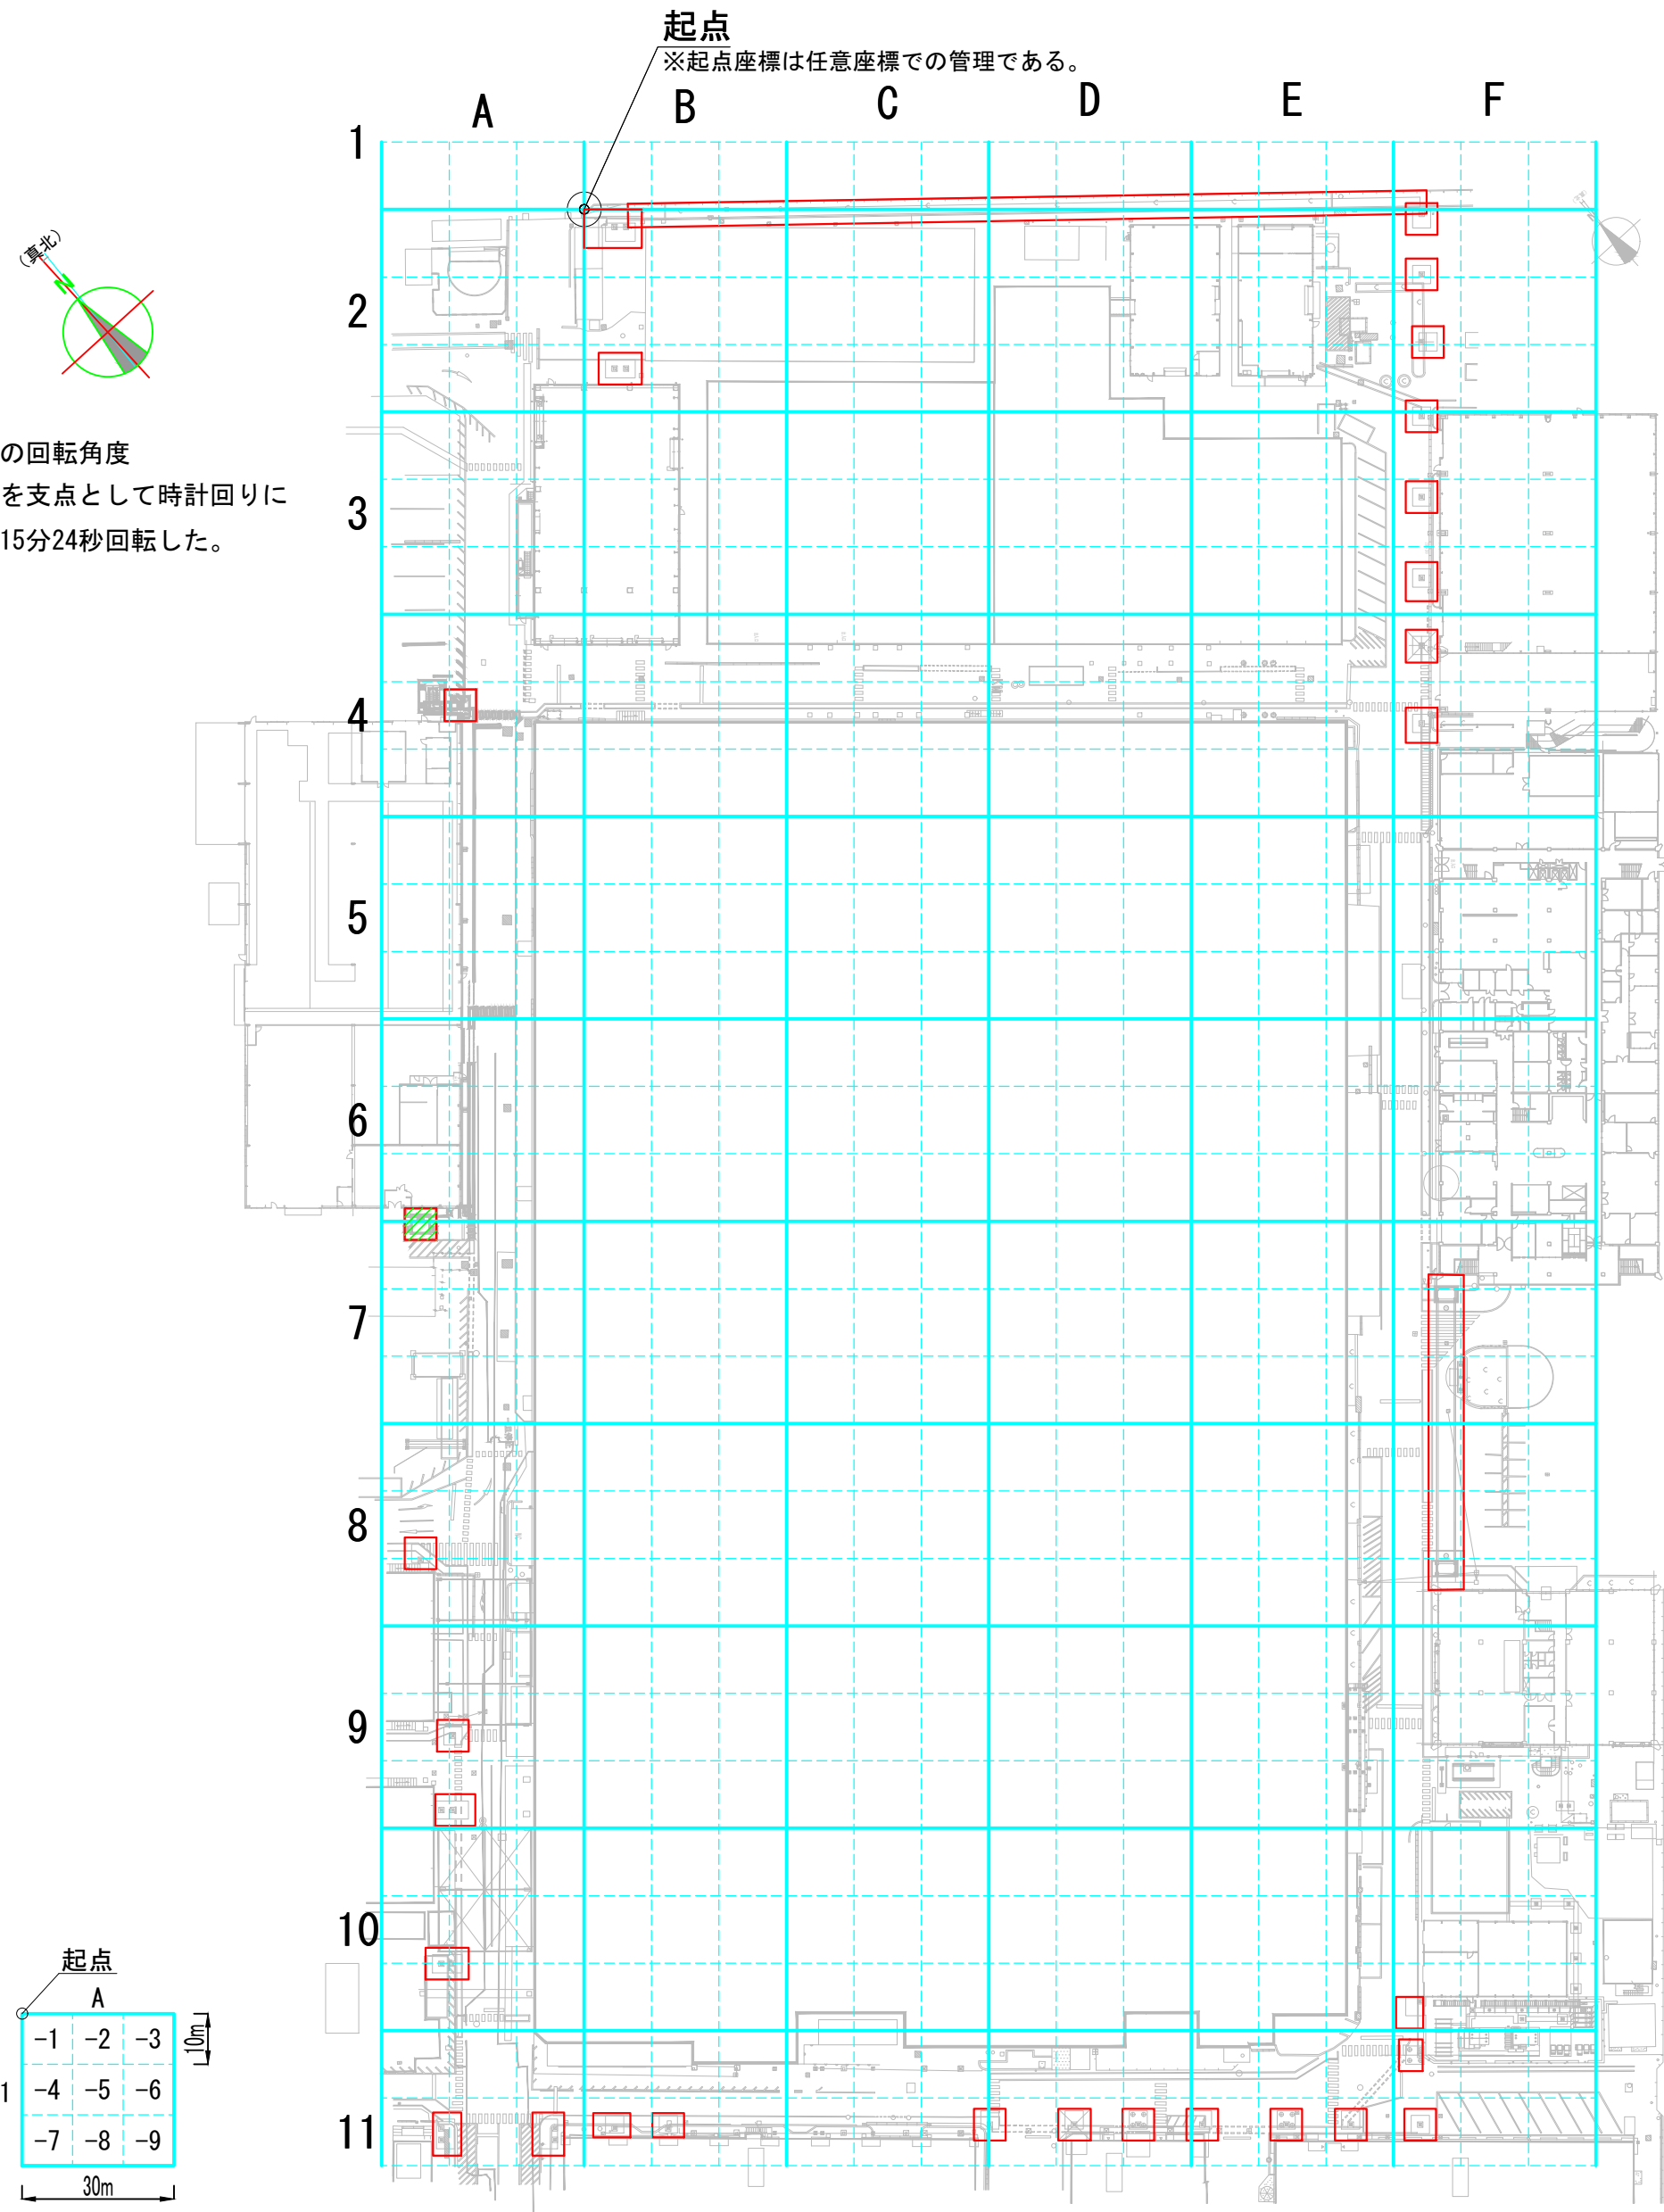 起点
※起点座標は任意座標での管理である。
A
B
C
D
E
F
1
(真北)
N
2
の回転角度
を支点として時計回りに
15分24秒回転した。
3
4
5
6
7
8
9
10
11
起点
A
-1 -2 -3
10m
1
-4 -5 -6
-7 -8 -9
30m